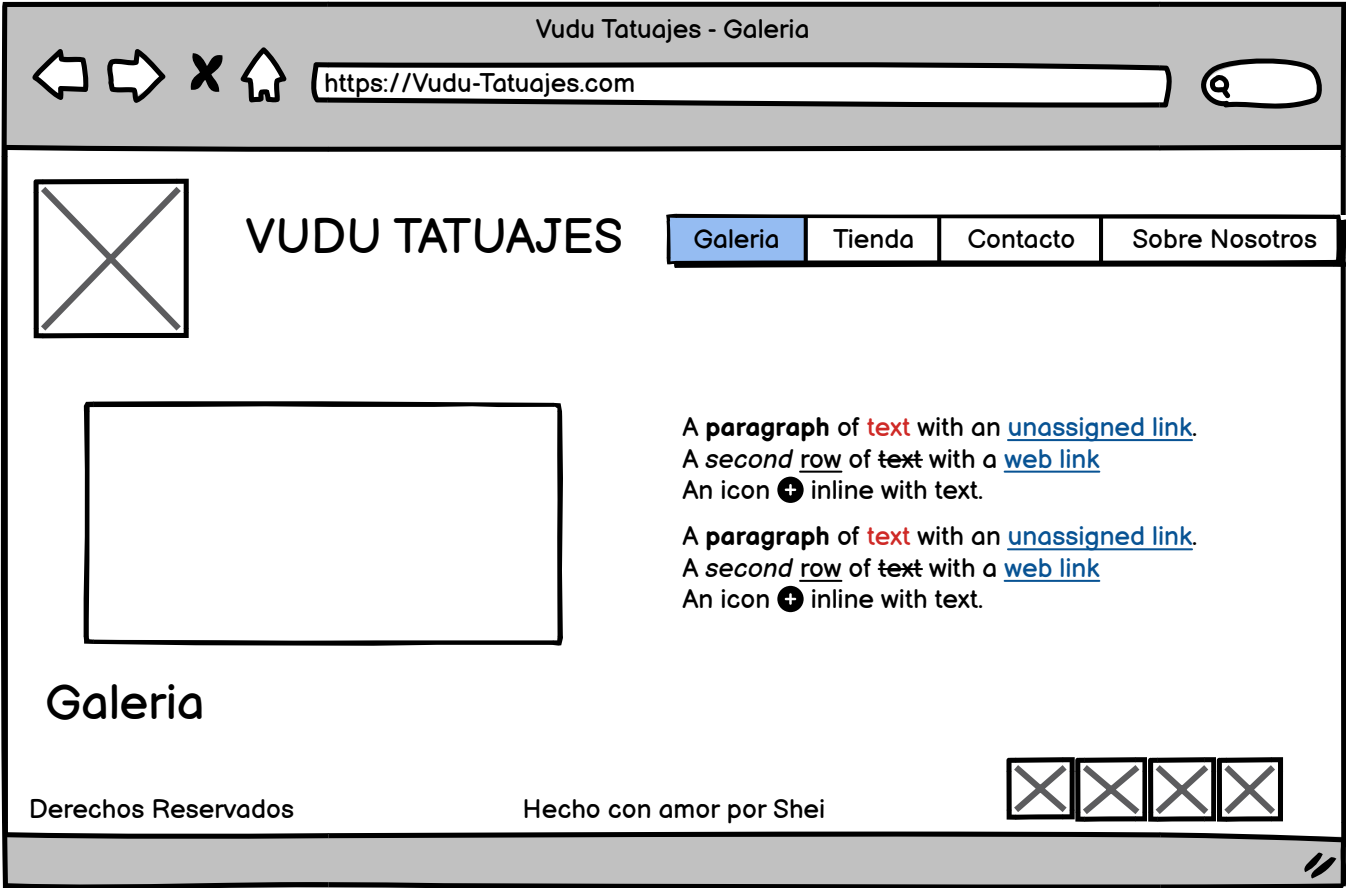 Vudu Tatuajes - Galeria
https://Vudu-Tatuajes.com
VUDU TATUAJES
Galeria Tienda Contacto Sobre Nosotros
A paragraph of text with an unassigned link.
A second row of text with a web link
An icon inline with text.
A paragraph of text with an unassigned link.
A second row of text with a web link
An icon inline with text.
Galeria
Derechos Reservados
Hecho con amor por Shei